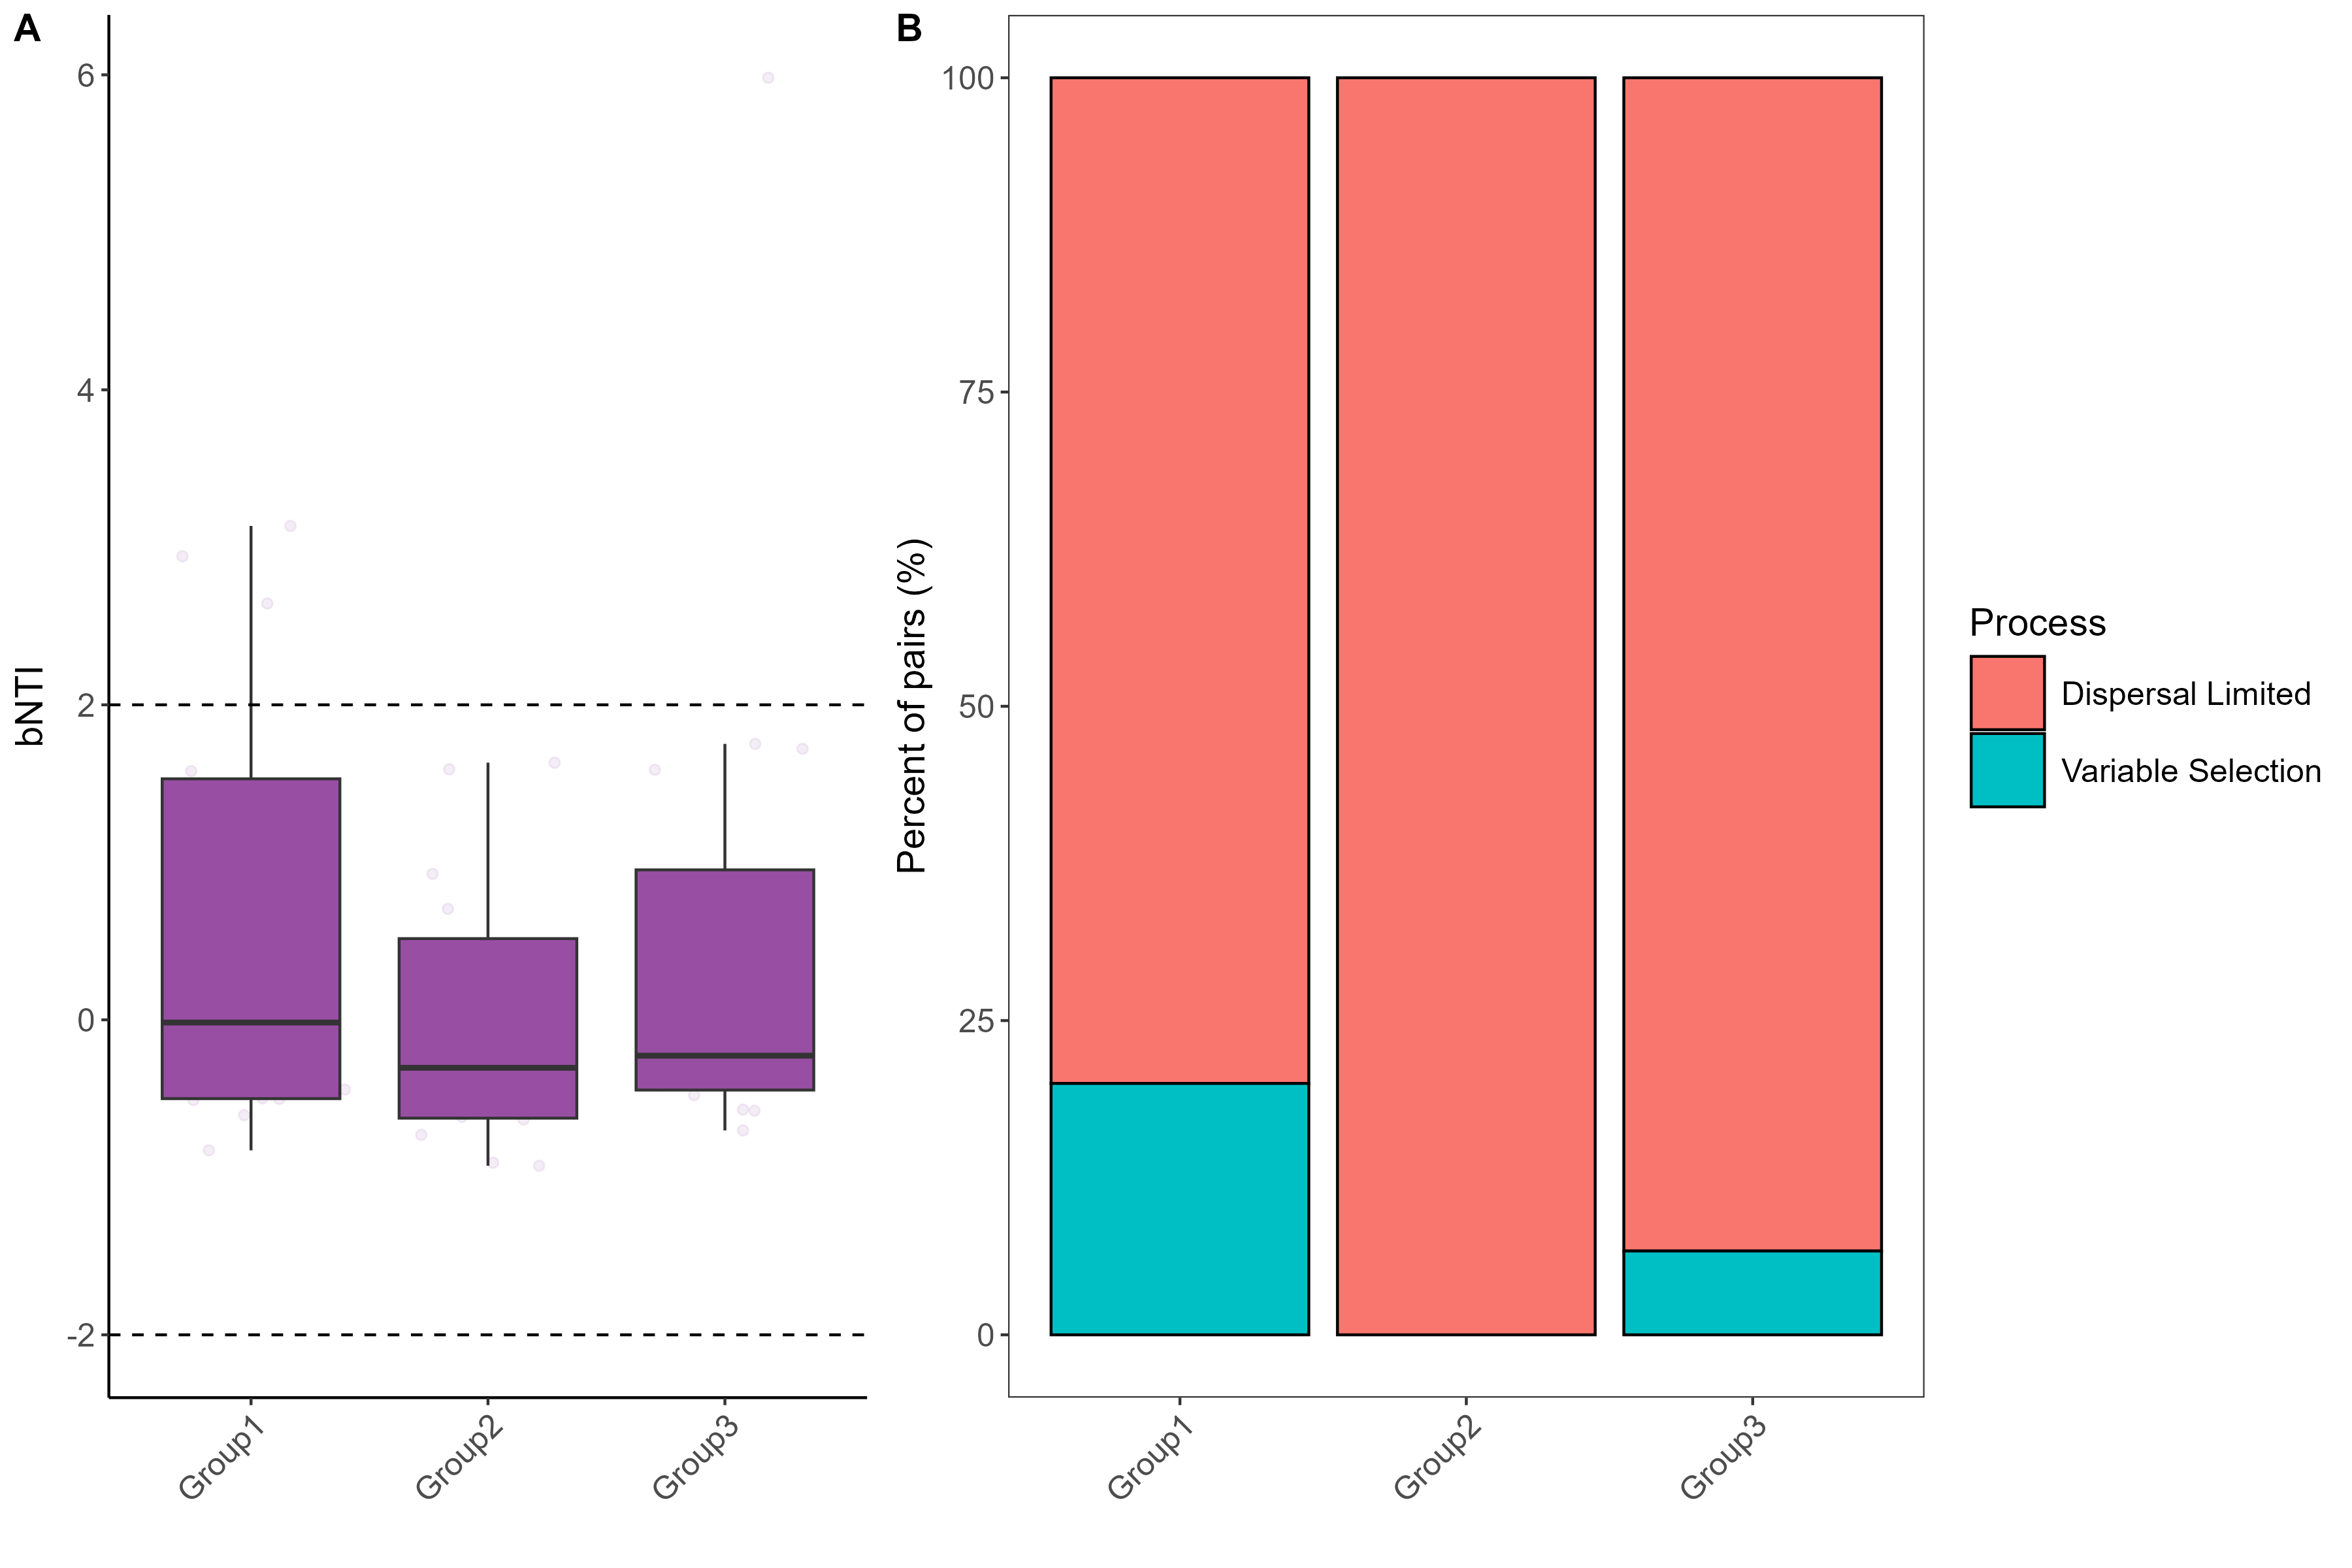 A
bNTI
6
4
2
0
-2
Group1
Group2
Group3
B
Percent of pairs (%)
100
75
50
25
0
Group1
Group2
Group3
Process
Dispersal Limited
Variable Selection